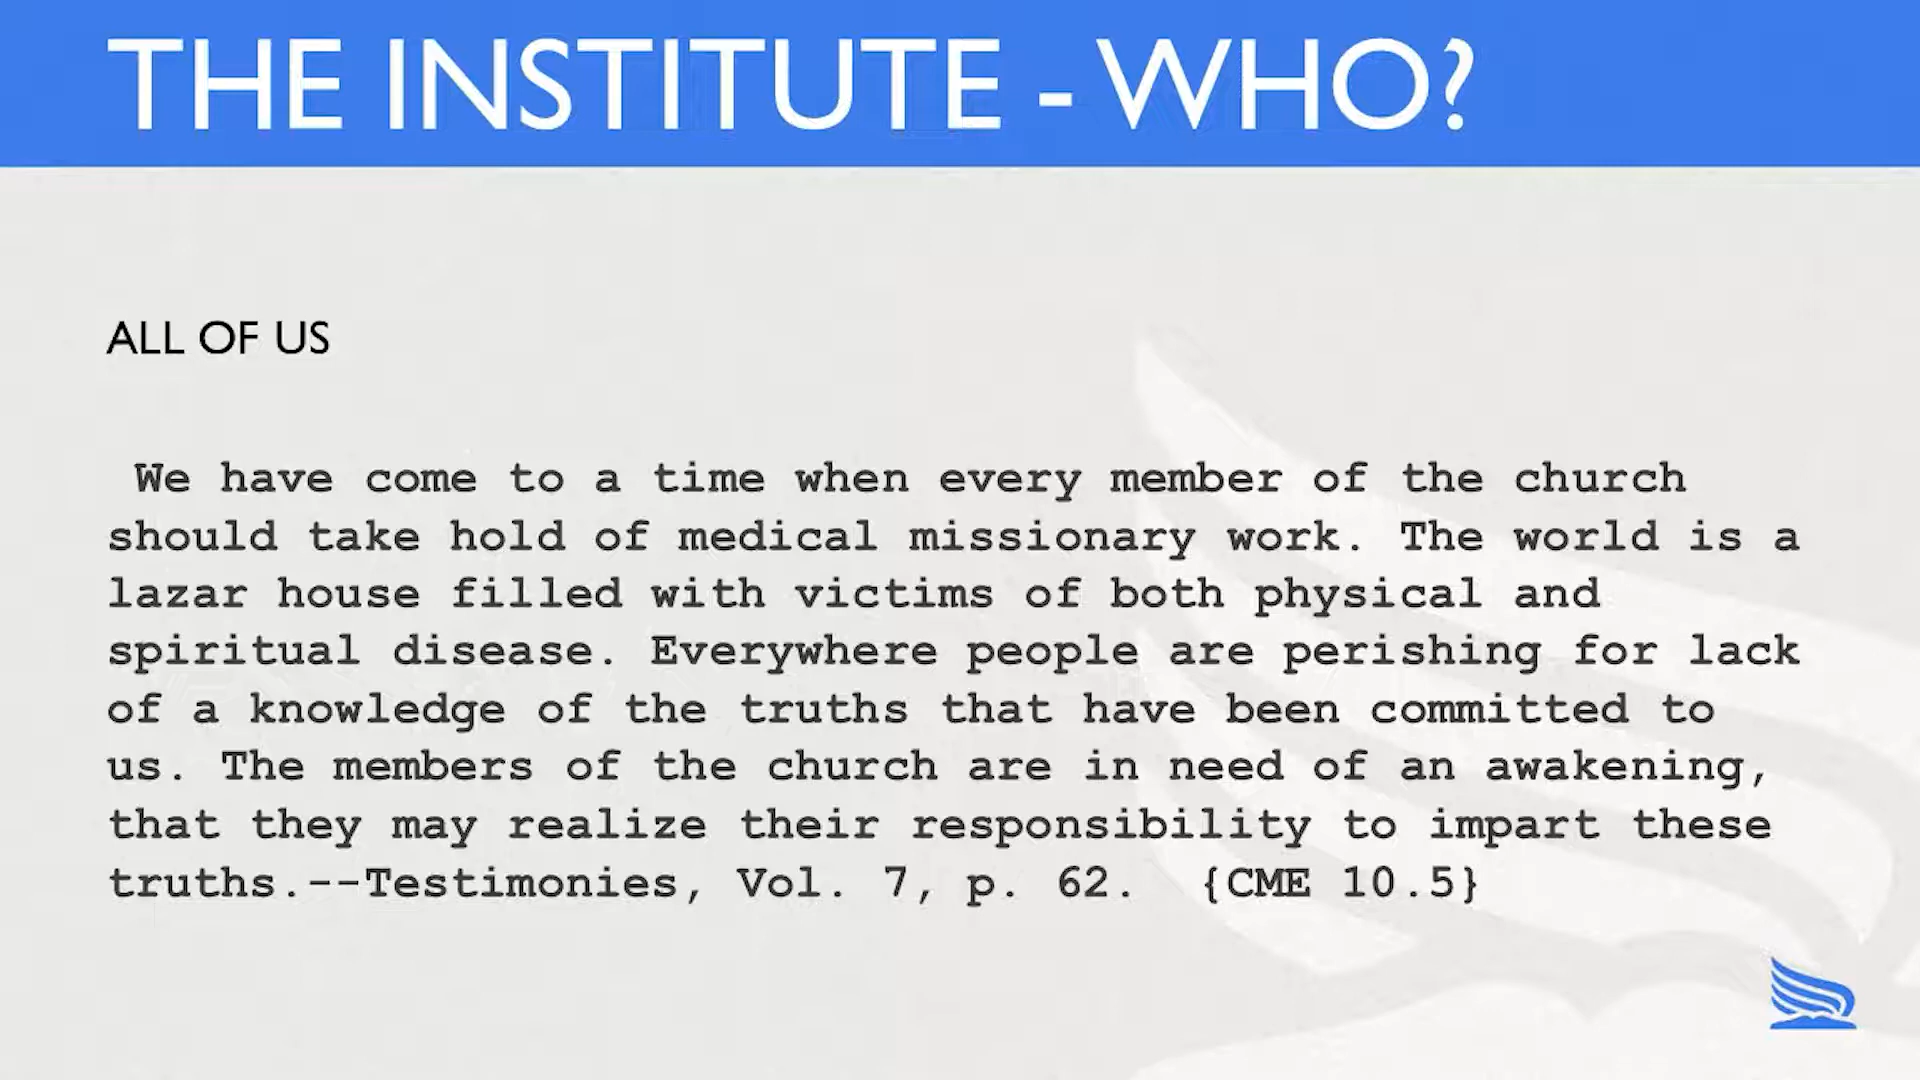 THE INSTITUTE - WHO?
ALL OF US
We have come to a time when every member of the church
should take hold of medical missionary work. The world is a
lazar house filled with victims of both physical and
spiritual disease. Everywhere people are perishing for lack
of a knowledge of the truths that have been committed to
us. The members of the church are in need of an awakening,
that they may realize their responsibility to impart these
truths.--Testimonies, Vol. 7, p. 62.  {CME 10.5}